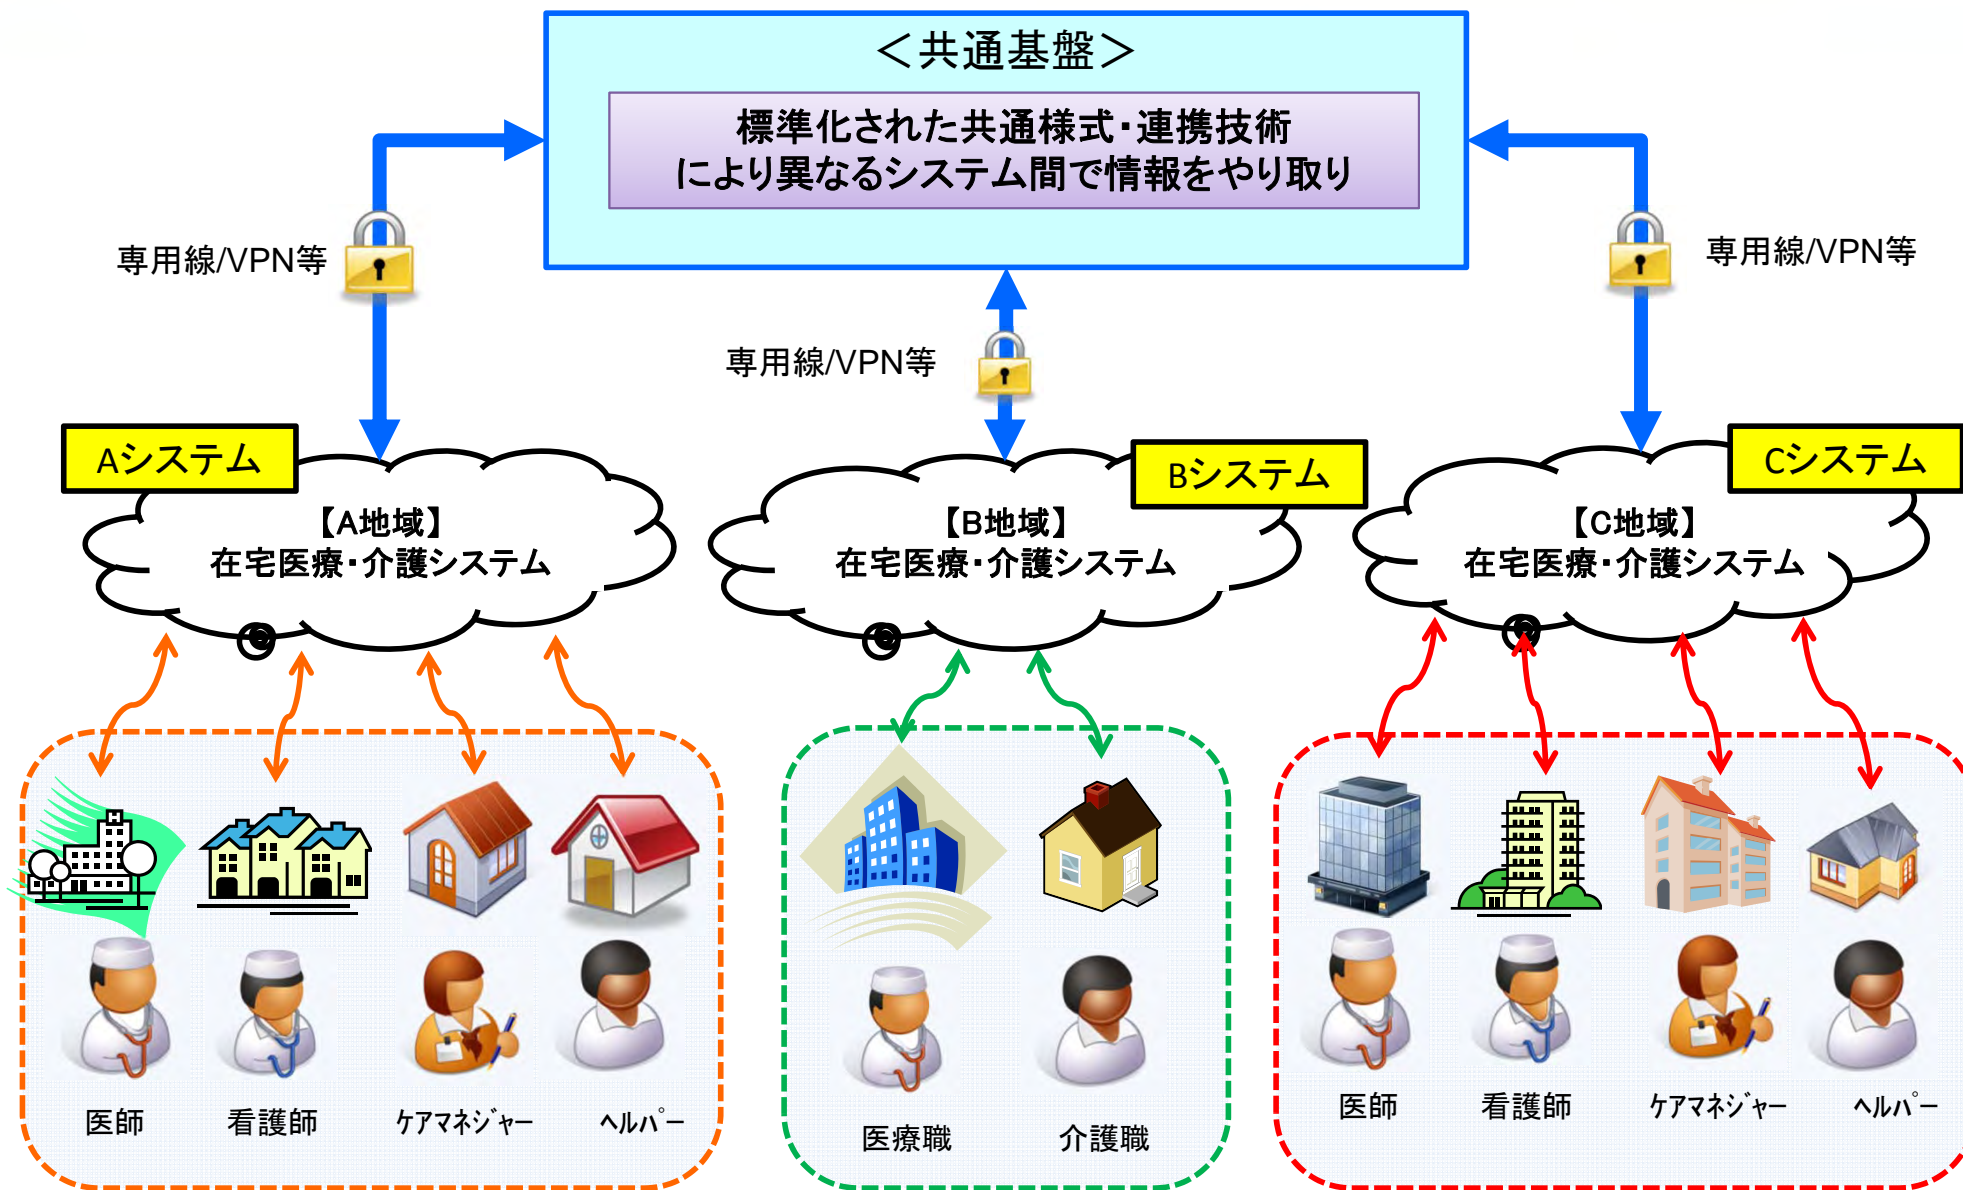 ＜共通基盤＞
標準化された共通様式・連携技術
により異なるシステム間で情報をやり取り
専用線/VPN等
専用線/VPN等
専用線/VPN等
Aシステム
Bシステム
Cシステム
【A地域】
在宅医療・介護システム
【B地域】
在宅医療・介護システム
【C地域】
在宅医療・介護システム
医師
看護師
ｹｱﾏﾈｼﾞｬｰ
ﾍﾙﾊﾟｰ
医療職
介護職
医師
看護師
ｹｱﾏﾈｼﾞｬｰ
ﾍﾙﾊﾟｰ